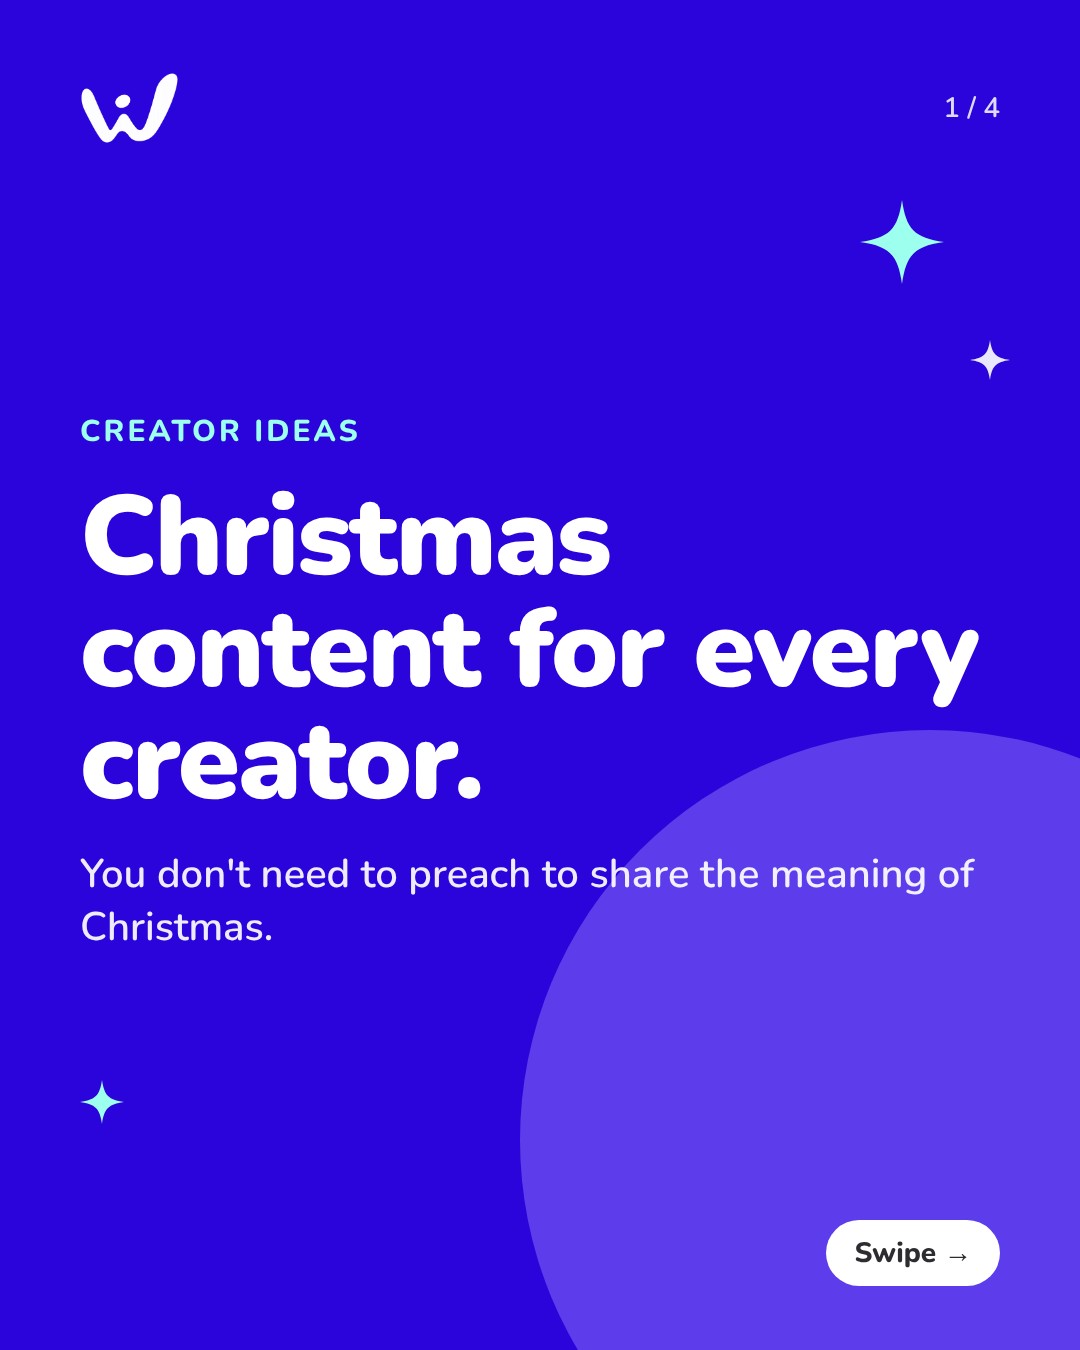 1 / 4
CREATOR IDEAS
Christmas
content for every
creator.
You don't need to preach to share the meaning of
Christmas.
Swipe →